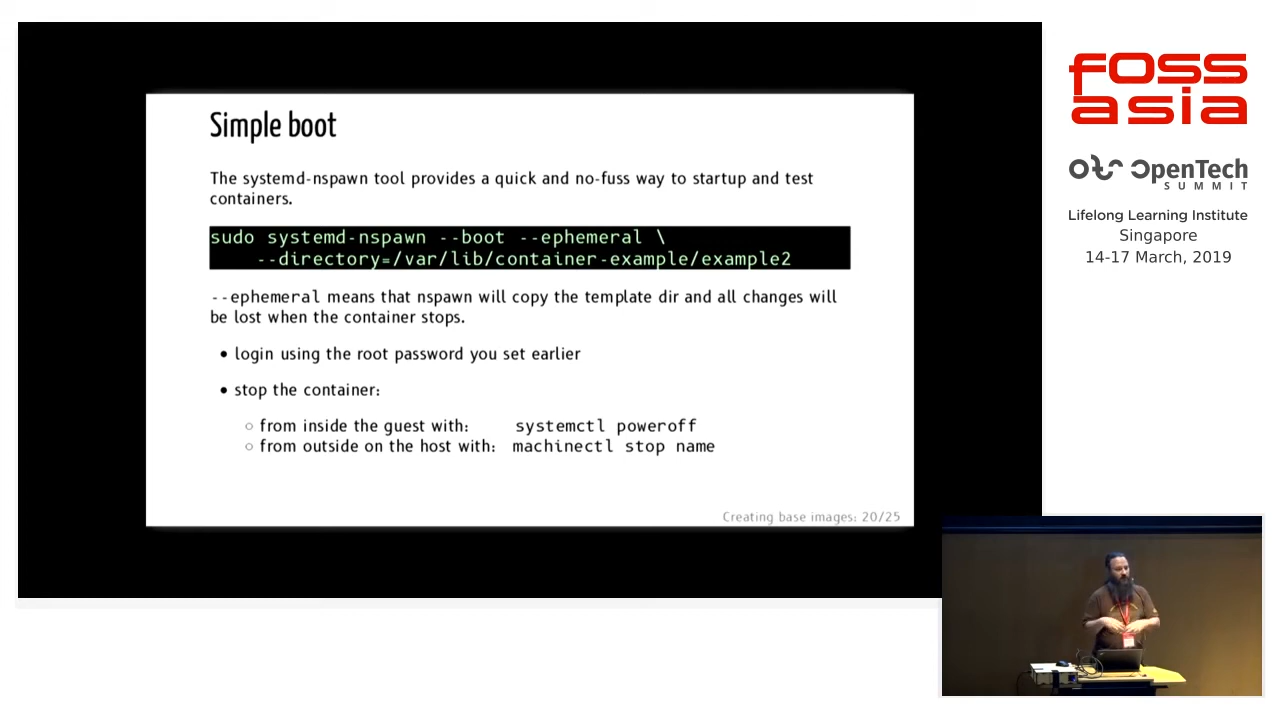 Simple boot
The systemd-nspawn tool provides a quick and no-fuss way to startup and test
containers.
sudo systemd-nspawn --boot --ephemeral \
--directory=/var/lib/container-example/example2
--ephemeral means that nspawn will copy the template dir and all changes will
be lost when the container stops.
• login using the root password you set earlier
• stop the container:
○ from inside the guest with: systemctl poweroff
○ from outside on the host with: machinectl stop name
Creating base images: 20/25
foss
asia
OpenTech
SUMMIT
Lifelong Learning Institute
Singapore
14-17 March, 2019